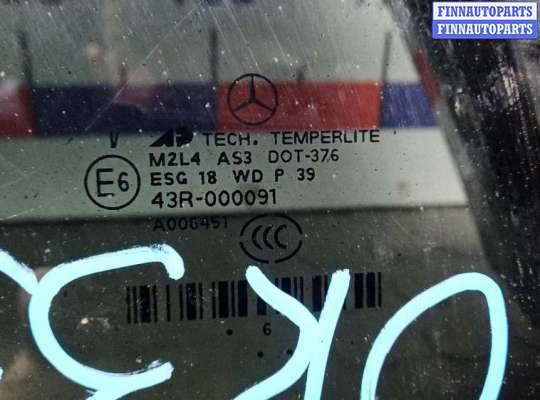 FINNAUTOPARTS
FINNAUTOPARTS
V TECH. TEMPERLITE
M2L4 AS3 DOT-376
E6 ESG 18 WD P 39
43R-000091
A006451
CCC
6